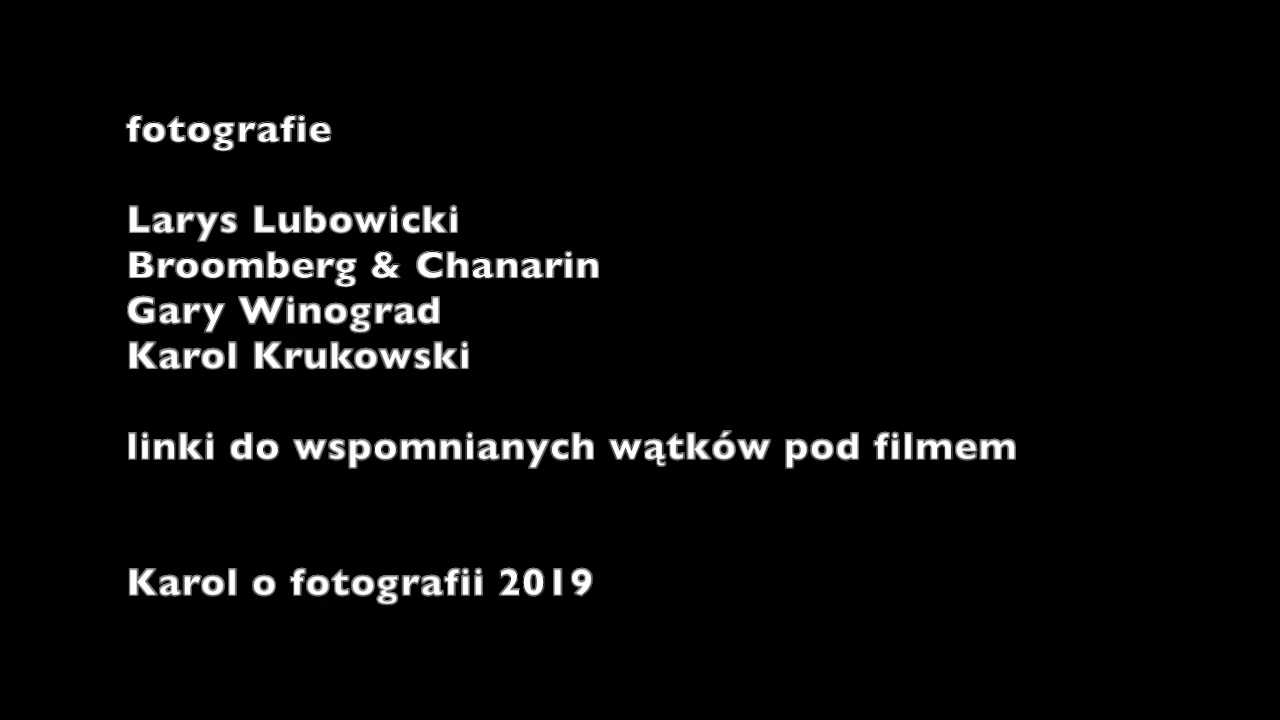 fotografie
Larys Lubowicki
Broomberg & Chanarin
Gary Winograd
Karol Krukowski
linki do wspomnianych wątków pod filmem
Karol o fotografii 2019